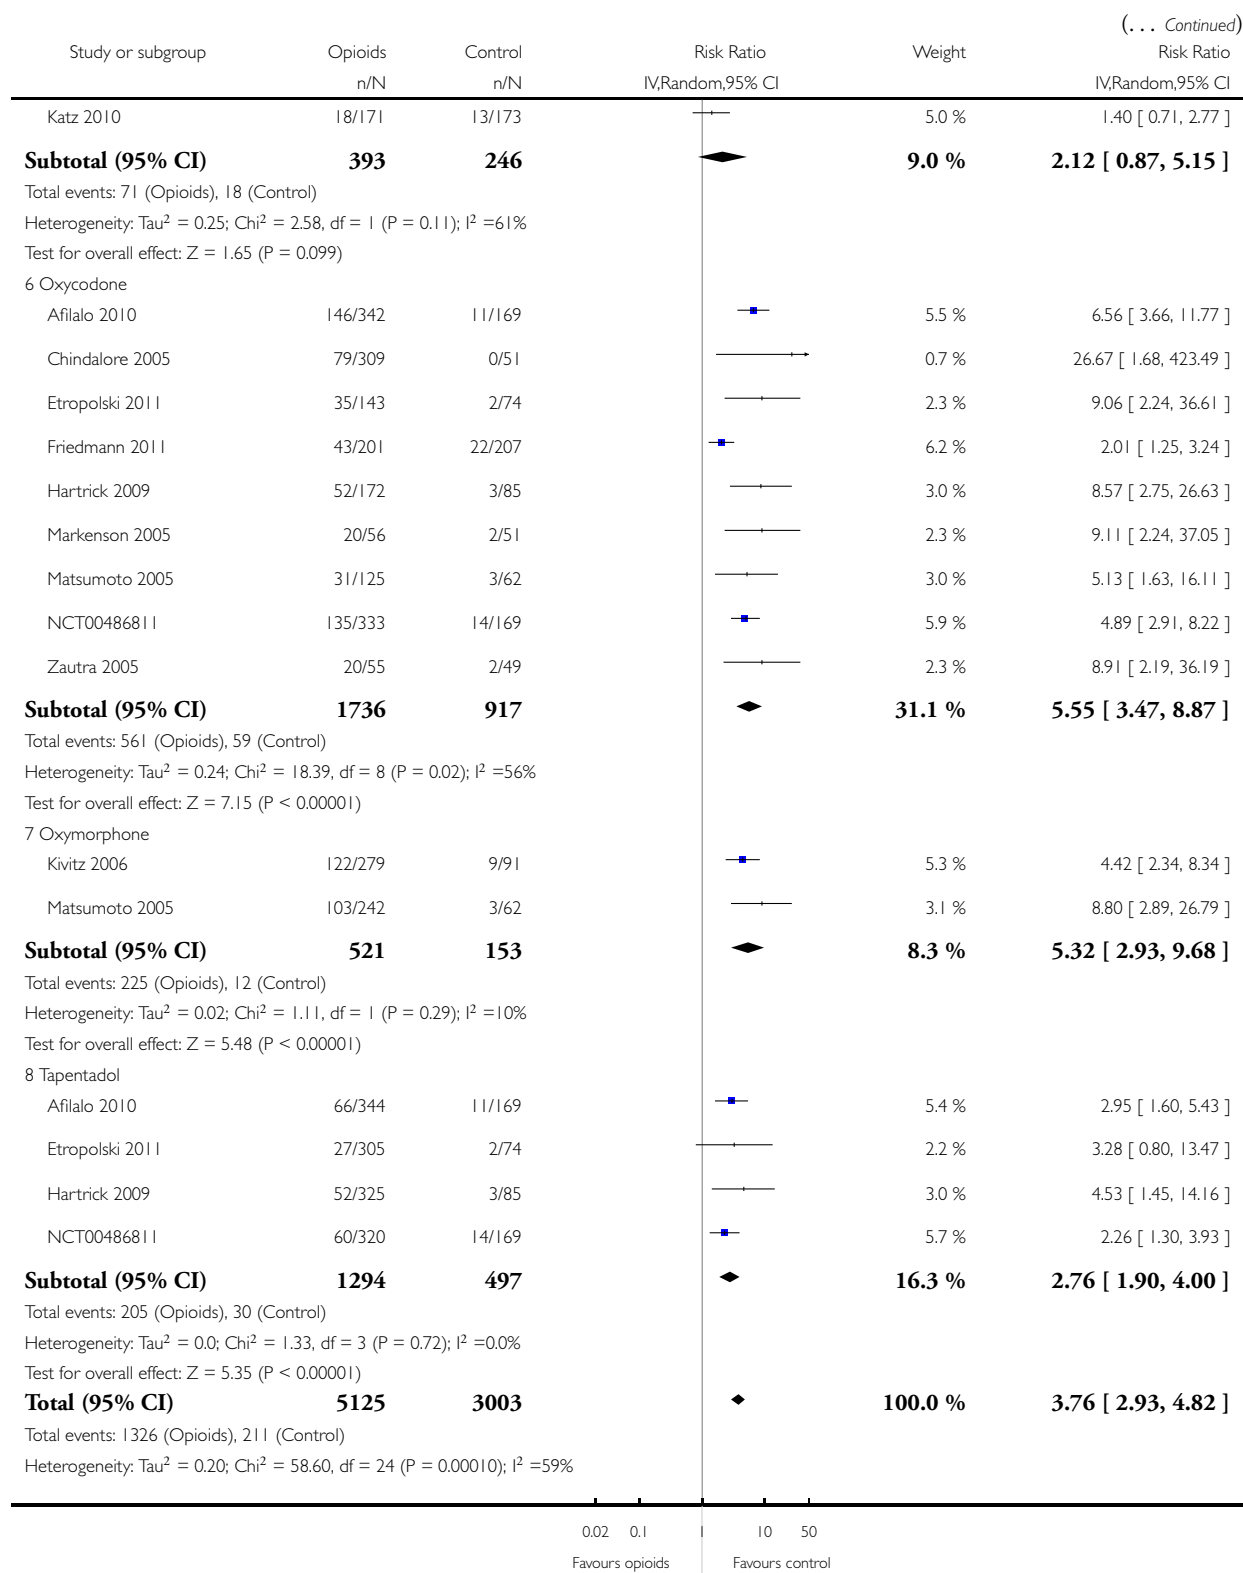 (... Continued)
Study or subgroup Opioids Control Risk Ratio Weight Risk Ratio
n/N n/N IV,Random,95% CI IV,Random,95% CI
Katz 2010 18/171 13/173 5.0 % 1.40 [ 0.71, 2.77 ]
Subtotal (95% CI) 393 246 9.0 % 2.12 [ 0.87, 5.15 ]
Total events: 71 (Opioids), 18 (Control)
Heterogeneity: Tau² = 0.25; Chi² = 2.58, df = 1 (P = 0.11); I² =61%
Test for overall effect: Z = 1.65 (P = 0.099)
6 Oxycodone
Afilalo 2010 146/342 11/169 5.5 % 6.56 [ 3.66, 11.77 ]
Chindalore 2005 79/309 0/51 0.7 % 26.67 [ 1.68, 423.49 ]
Etropolski 2011 35/143 2/74 2.3 % 9.06 [ 2.24, 36.61 ]
Friedmann 2011 43/201 22/207 6.2 % 2.01 [ 1.25, 3.24 ]
Hartrick 2009 52/172 3/85 3.0 % 8.57 [ 2.75, 26.63 ]
Markenson 2005 20/56 2/51 2.3 % 9.11 [ 2.24, 37.05 ]
Matsumoto 2005 31/125 3/62 3.0 % 5.13 [ 1.63, 16.11 ]
NCT00486811 135/333 14/169 5.9 % 4.89 [ 2.91, 8.22 ]
Zautra 2005 20/55 2/49 2.3 % 8.91 [ 2.19, 36.19 ]
Subtotal (95% CI) 1736 917 31.1 % 5.55 [ 3.47, 8.87 ]
Total events: 561 (Opioids), 59 (Control)
Heterogeneity: Tau² = 0.24; Chi² = 18.39, df = 8 (P = 0.02); I² =56%
Test for overall effect: Z = 7.15 (P < 0.00001)
7 Oxymorphone
Kivitz 2006 122/279 9/91 5.3 % 4.42 [ 2.34, 8.34 ]
Matsumoto 2005 103/242 3/62 3.1 % 8.80 [ 2.89, 26.79 ]
Subtotal (95% CI) 521 153 8.3 % 5.32 [ 2.93, 9.68 ]
Total events: 225 (Opioids), 12 (Control)
Heterogeneity: Tau² = 0.02; Chi² = 1.11, df = 1 (P = 0.29); I² =10%
Test for overall effect: Z = 5.48 (P < 0.00001)
8 Tapentadol
Afilalo 2010 66/344 11/169 5.4 % 2.95 [ 1.60, 5.43 ]
Etropolski 2011 27/305 2/74 2.2 % 3.28 [ 0.80, 13.47 ]
Hartrick 2009 52/325 3/85 3.0 % 4.53 [ 1.45, 14.16 ]
NCT00486811 60/320 14/169 5.7 % 2.26 [ 1.30, 3.93 ]
Subtotal (95% CI) 1294 497 16.3 % 2.76 [ 1.90, 4.00 ]
Total events: 205 (Opioids), 30 (Control)
Heterogeneity: Tau² = 0.0; Chi² = 1.33, df = 3 (P = 0.72); I² =0.0%
Test for overall effect: Z = 5.35 (P < 0.00001)
Total (95% CI) 5125 3003 100.0 % 3.76 [ 2.93, 4.82 ]
Total events: 1326 (Opioids), 211 (Control)
Heterogeneity: Tau² = 0.20; Chi² = 58.60, df = 24 (P = 0.00010); I² =59%
0.02 0.1 1 10 50
Favours opioids Favours control